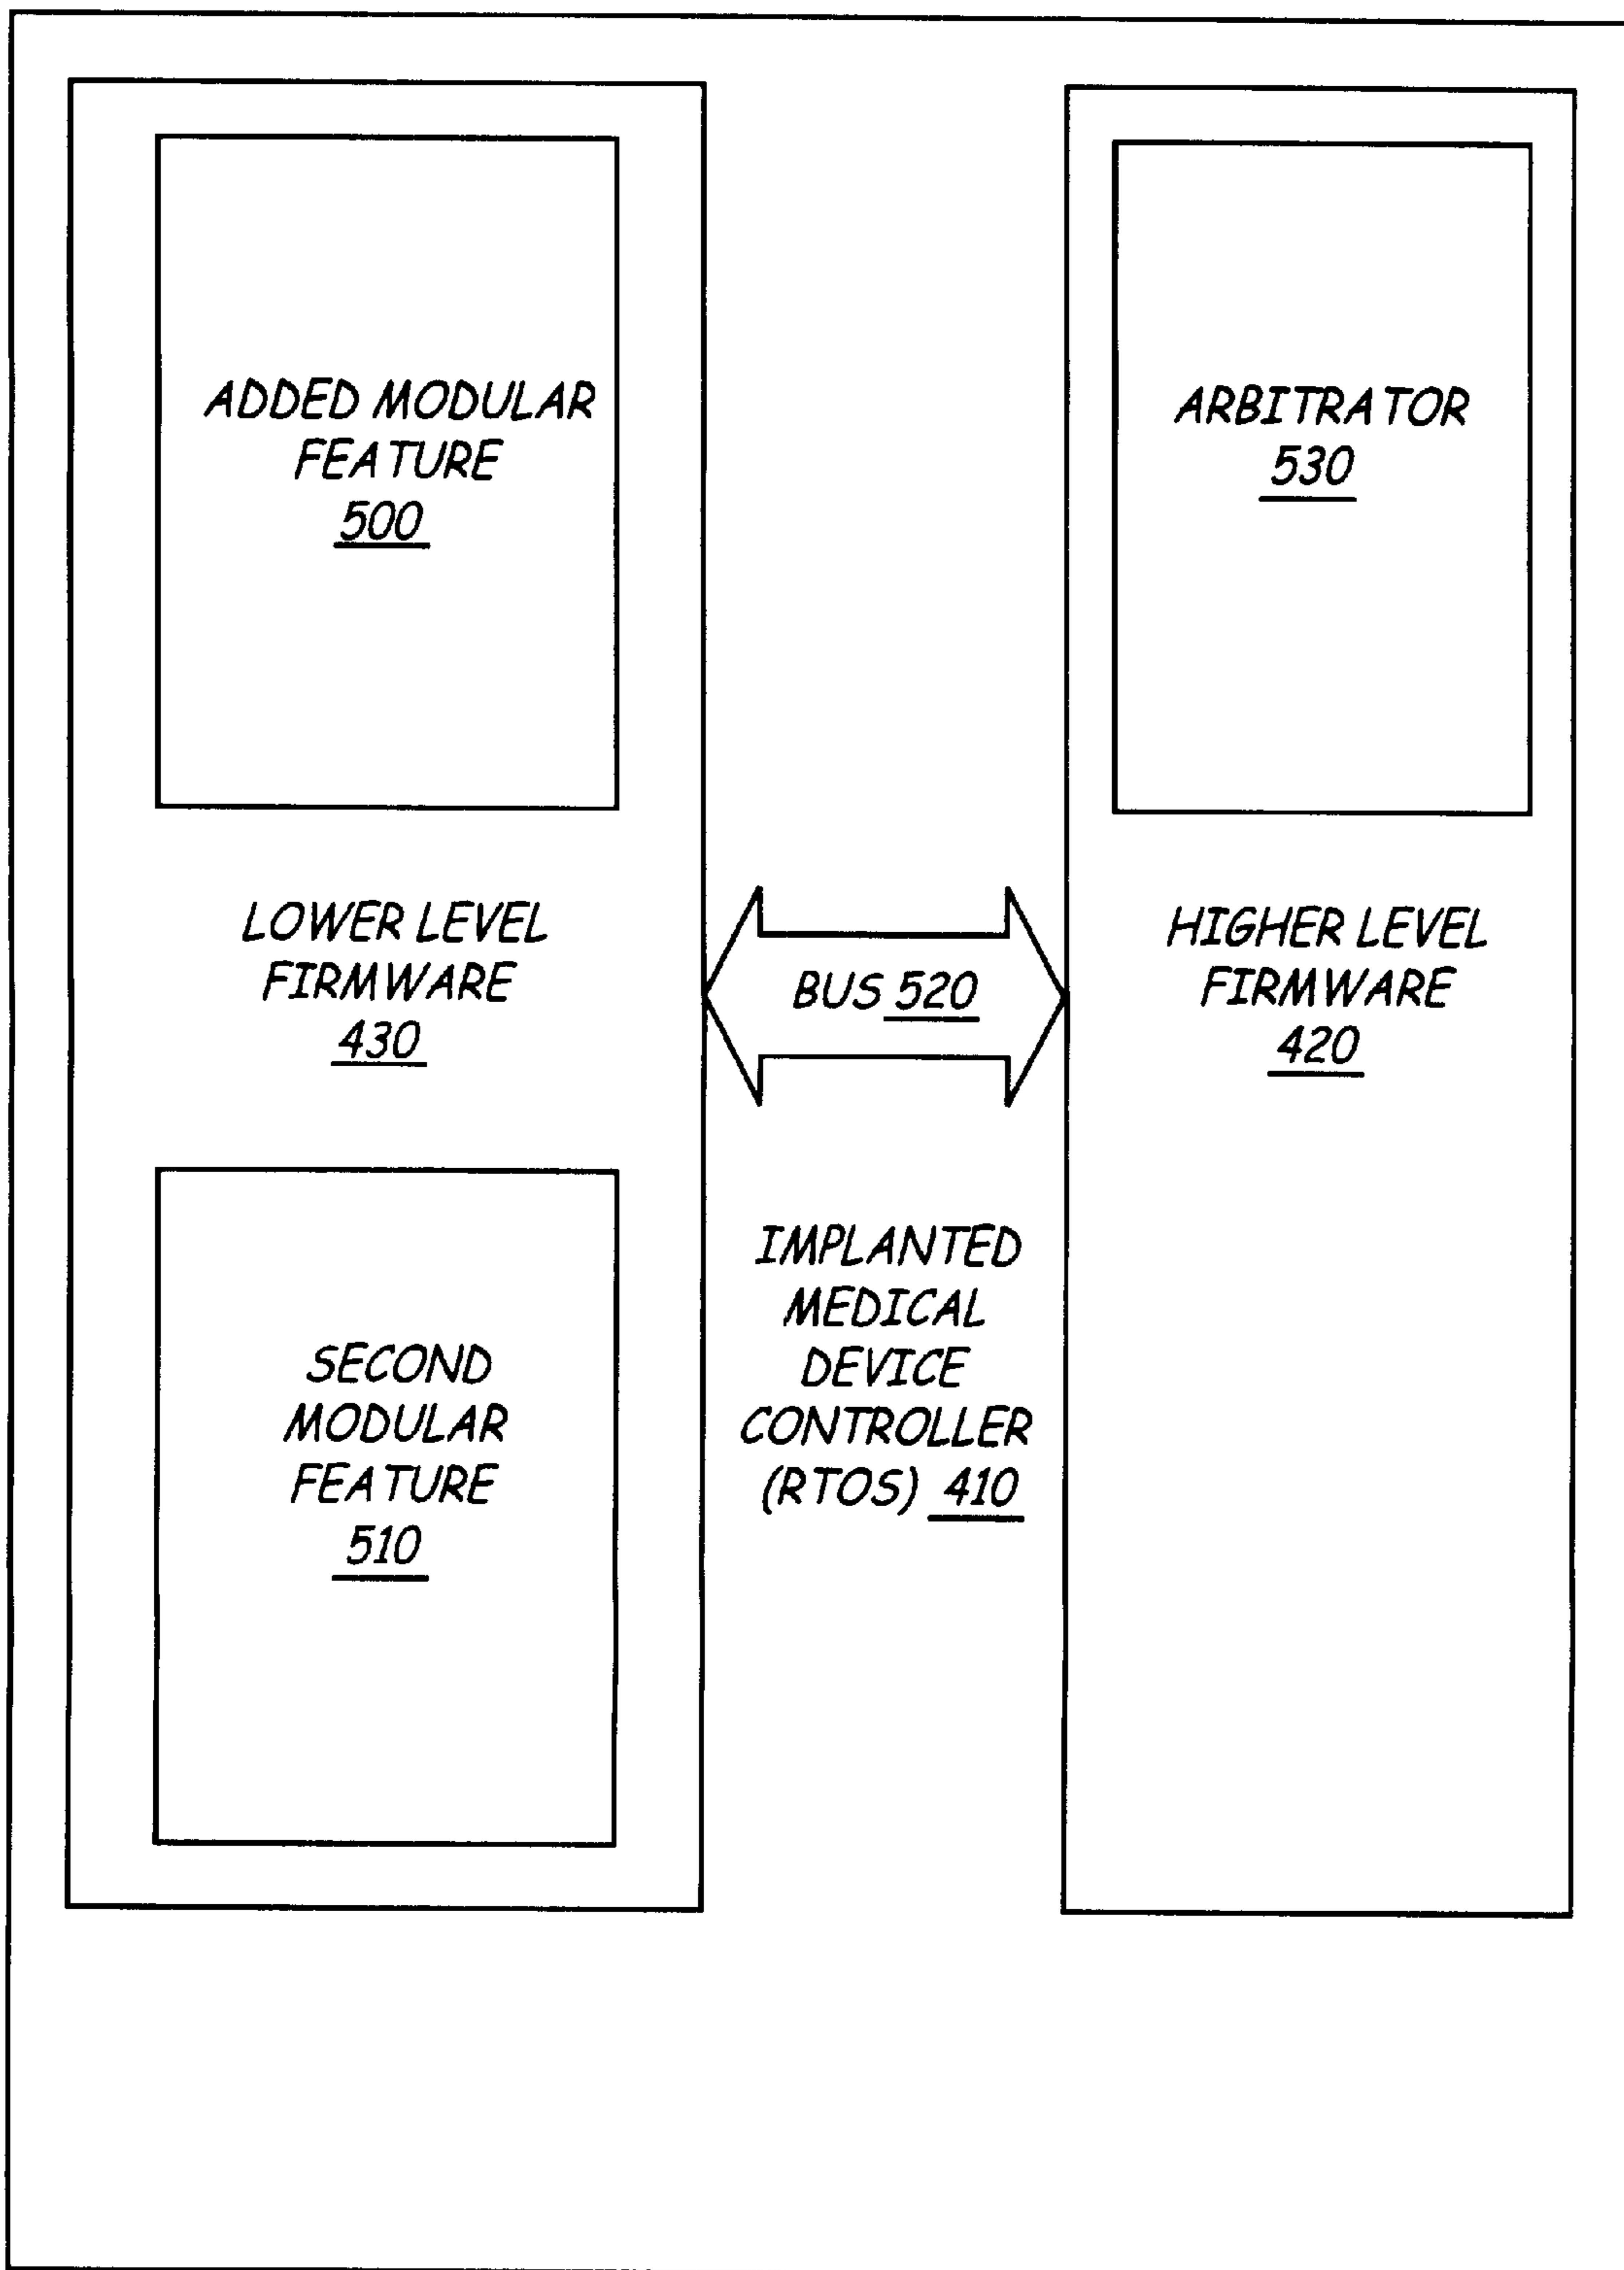 ADDED MODULAR
FEATURE
500
ARBITRATOR
530
LOWER LEVEL
FIRMWARE
430
BUS 520
HIGHER LEVEL
FIRMWARE
420
SECOND
MODULAR
FEATURE
510
IMPLANTED
MEDICAL
DEVICE
CONTROLLER
(RTOS) 410